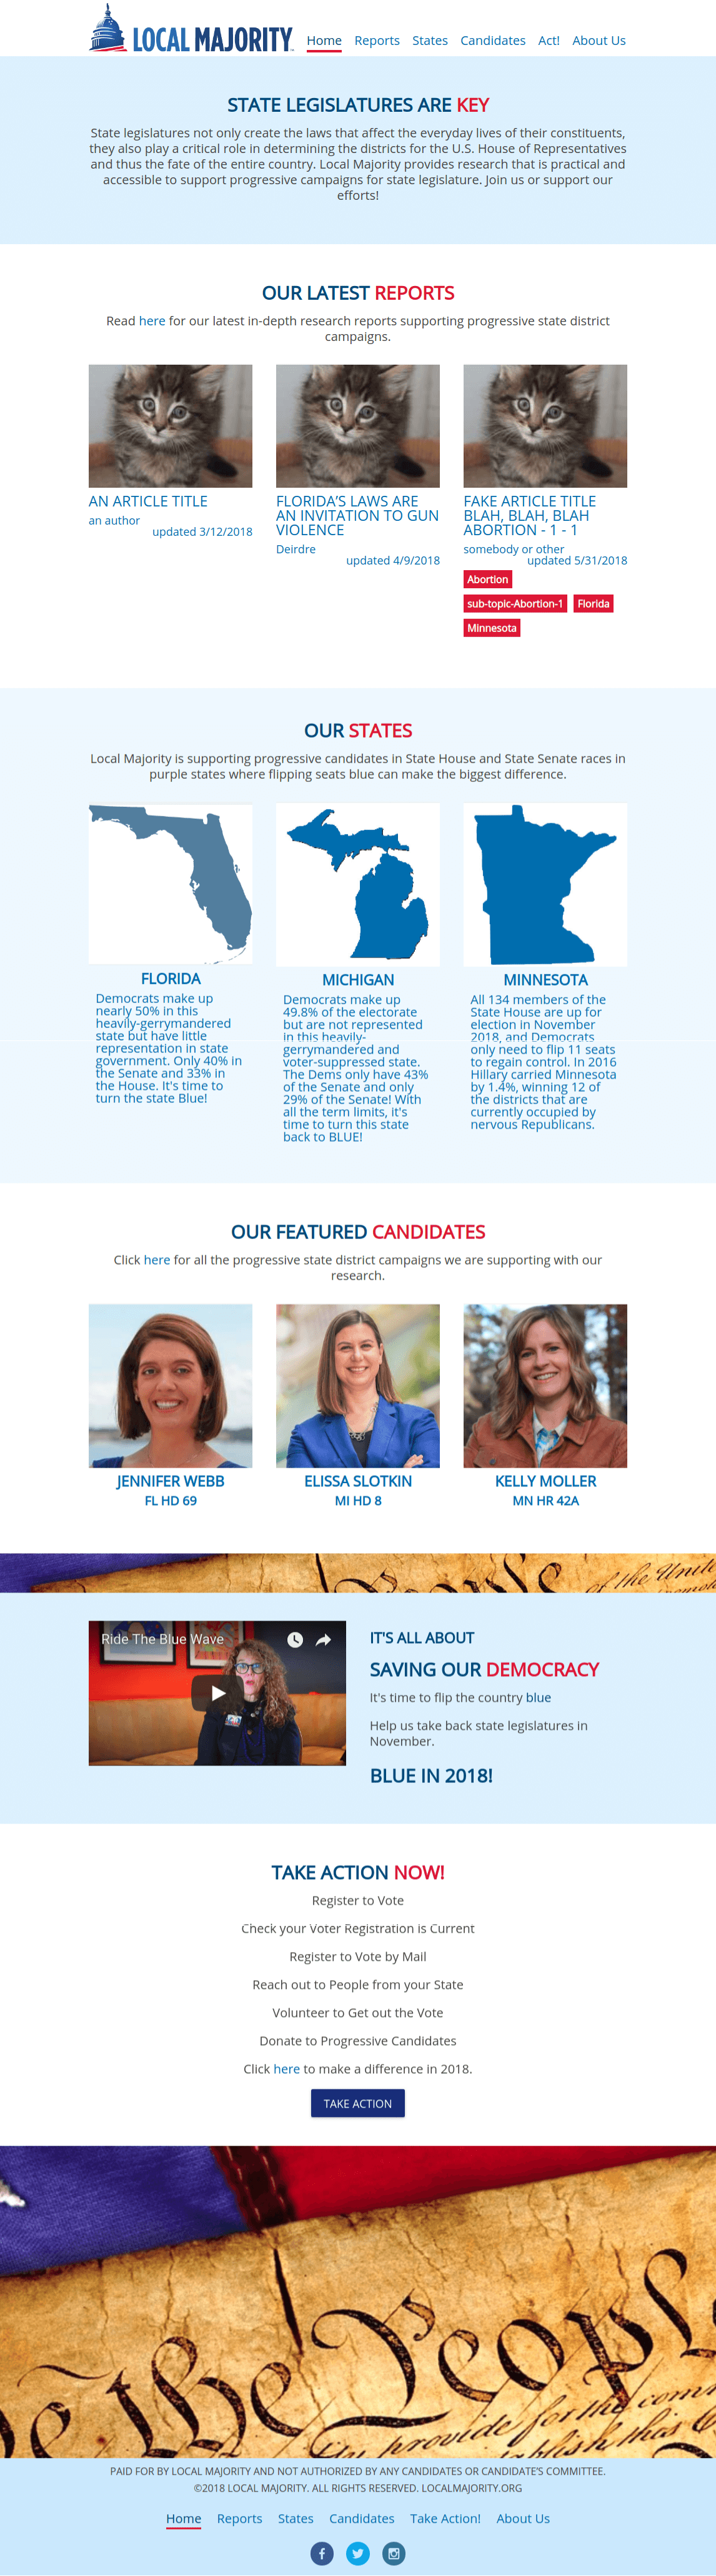 LOCAL MAJORITY
Home Reports States Candidates Act! About Us
STATE LEGISLATURES ARE KEY
State legislatures not only create the laws that affect the everyday lives of their constituents,
they also play a critical role in determining the districts for the U.S. House of Representatives
and thus the fate of the entire country. Local Majority provides research that is practical and
accessible to support progressive campaigns for state legislature. Join us or support our
efforts!
OUR LATEST REPORTS
Read here for our latest in-depth research reports supporting progressive state district
campaigns.
AN ARTICLE TITLE
an author
updated 3/12/2018
FLORIDA'S LAWS ARE
AN INVITATION TO GUN
VIOLENCE
Deirdre
updated 4/9/2018
FAKE ARTICLE TITLE
BLAH, BLAH, BLAH
ABORTION - 1 - 1
somebody or other
updated 5/31/2018
Abortion
sub-topic-Abortion-1 Florida
Minnesota
OUR STATES
Local Majority is supporting progressive candidates in State House and State Senate races in
purple states where flipping seats blue can make the biggest difference.
FLORIDA
Democrats make up
nearly 50% in this
heavily-gerrymandered
state but have little
representation in state
government. Only 40% in
the Senate and 33% in
the House. It's time to
turn the state Blue!
MICHIGAN
Democrats make up
49.8% of the electorate
but are not represented
in this heavily-
gerrymandered and
voter-suppressed state.
The Dems only have 43%
of the Senate and only
29% of the Senate! With
all the term limits, it's
time to turn this state
back to BLUE!
MINNESOTA
All 134 members of the
State House are up for
election in November
2018, and Democrats
only need to flip 11 seats
to regain control. In 2016
Hillary carried Minnesota
by 1.4%, winning 12 of
the districts that are
currently occupied by
nervous Republicans.
OUR FEATURED CANDIDATES
Click here for all the progressive state district campaigns we are supporting with our
research.
JENNIFER WEBB
FL HD 69
ELISSA SLOTKIN
MI HD 8
KELLY MOLLER
MN HR 42A
of the Unite
Ride The Blue Wave
IT'S ALL ABOUT
SAVING OUR DEMOCRACY
It's time to flip the country blue
Help us take back state legislatures in
November.
BLUE IN 2018!
TAKE ACTION NOW!
Register to Vote
Check your Voter Registration is Current
Register to Vote by Mail
Reach out to People from your State
Volunteer to Get out the Vote
Donate to Progressive Candidates
Click here to make a difference in 2018.
TAKE ACTION
We the People
provide for the comm
PAID FOR BY LOCAL MAJORITY AND NOT AUTHORIZED BY ANY CANDIDATES OR CANDIDATE'S COMMITTEE.
©2018 LOCAL MAJORITY. ALL RIGHTS RESERVED. LOCALMAJORITY.ORG
Home Reports States Candidates Take Action! About Us